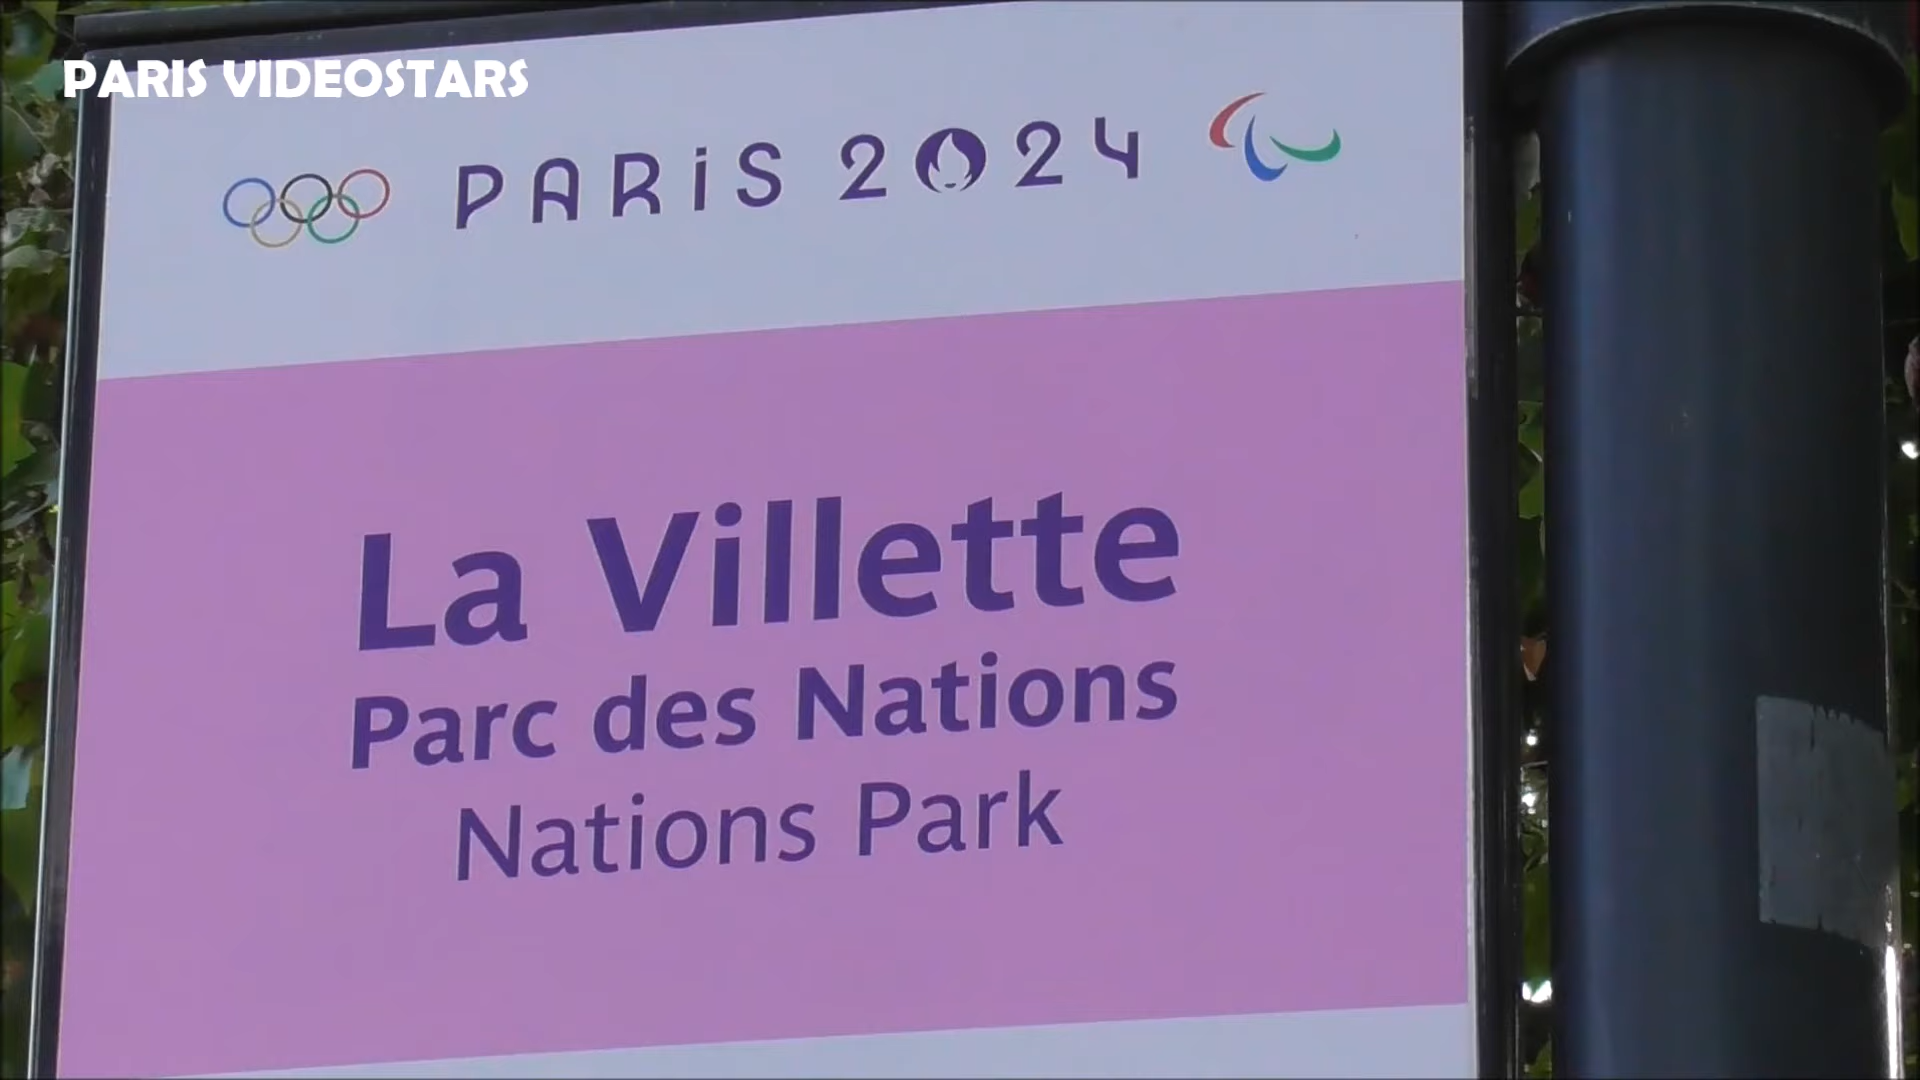 PARIS VIDEOSTARS
PARiS 2024
La Villette
Parc des Nations
Nations Park